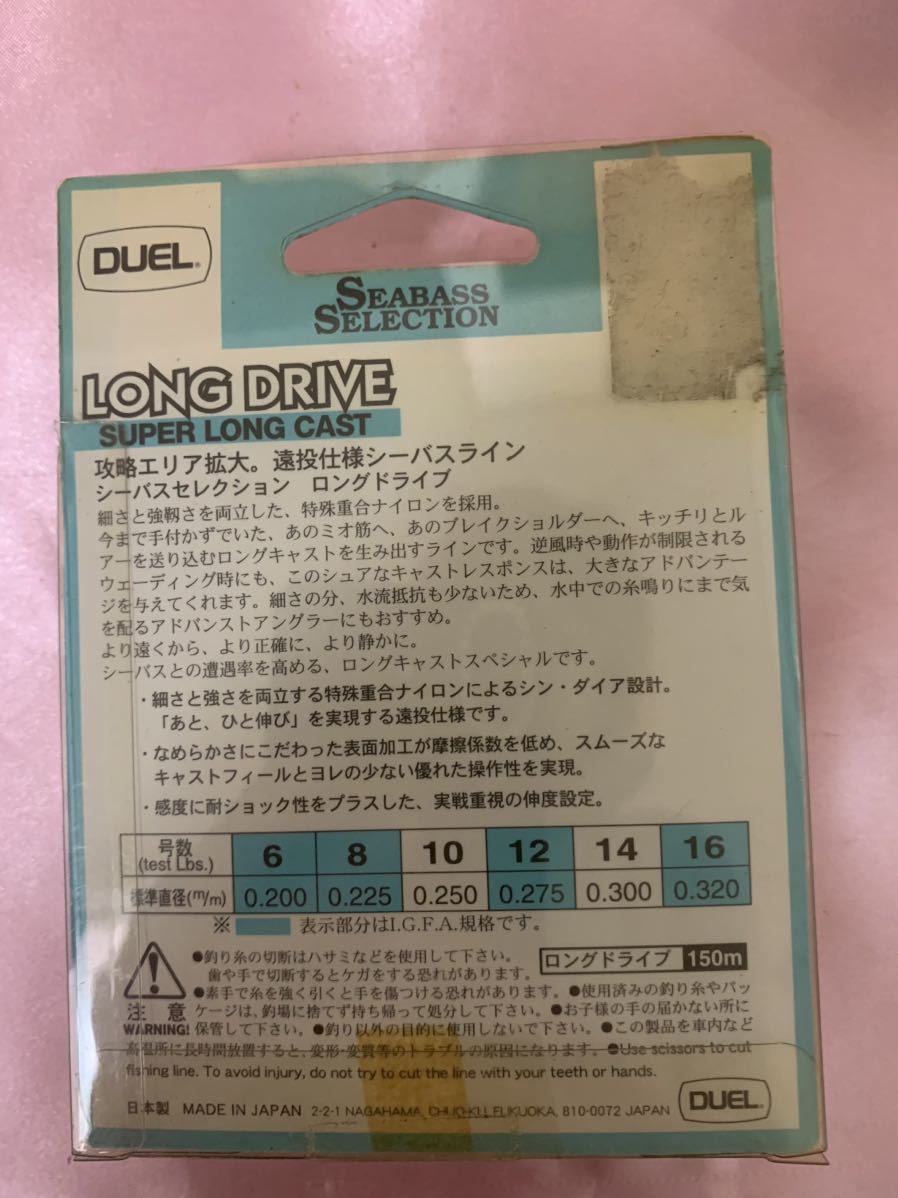 DUEL®
SEABASS
SELECTION
LONG DRIVE
SUPER LONG CAST
攻略エリア拡大。遠投仕様シーバスライン
シーバスセレクション　ロングドライブ
細さと強靱さを両立した、特殊重合ナイロンを採用。
今まで手付かずでいた、あのミオ筋へ、あのブレイクショルダーへ、キッチリとル
アーを送り込むロングキャストを生み出すラインです。逆風時や動作が制限される
ウェーディング時にも、このシュアなキャストレスポンスは、大きなアドバンテー
ジを与えてくれます。細さの分、水流抵抗も少ないため、水中での糸鳴りにまで気
を配るアドバンストアングラーにもおすすめ。
より遠くから、より正確に、より静かに。
シーバスとの遭遇率を高める、ロングキャストスペシャルです。
・細さと強さを両立する特殊重合ナイロンによるシン・ダイア設計。
「あと、ひと伸び」を実現する遠投仕様です。
・なめらかさにこだわった表面加工が摩擦係数を低め、スムーズな
キャストフィールとヨレの少ない優れた操作性を実現。
・感度に耐ショック性をプラスした、実戦重視の伸度設定。
号数 (test Lbs.) 6 8 10 12 14 16
標準直径(m/m) 0.200 0.225 0.250 0.275 0.300 0.320
※ 表示部分はI.G.F.A.規格です。
●釣り糸の切断はハサミなどを使用して下さい。
歯や手で切断するとケガをする恐れがあります。
ロングドライブ 150m
●素手で糸を強く引くと手を傷つける恐れがあります。●使用済みの釣り糸やパッ
注意 ケージは、釣場に捨てず持ち帰って処分して下さい。●お子様の手の届かない所に
WARNING! 保管して下さい。●釣り以外の目的に使用しないで下さい。●この製品を車内など
高温所に長時間放置すると、変形・変質等のトラブルの原因になります。●Use scissors to cut
fishing line. To avoid injury, do not try to cut the line with your teeth or hands.
日本製 MADE IN JAPAN 2-2-1 NAGAHAMA, CHUO-KU, FUKUOKA, 810-0072 JAPAN
DUEL®